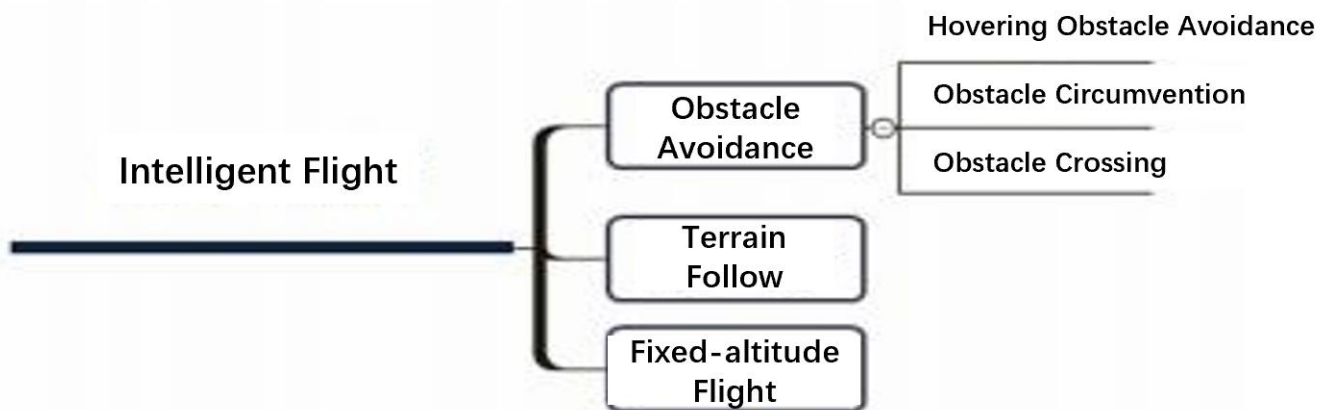 Intelligent Flight
Obstacle
Avoidance
Hovering Obstacle Avoidance
Obstacle Circumvention
Obstacle Crossing
Terrain
Follow
Fixed-altitude
Flight